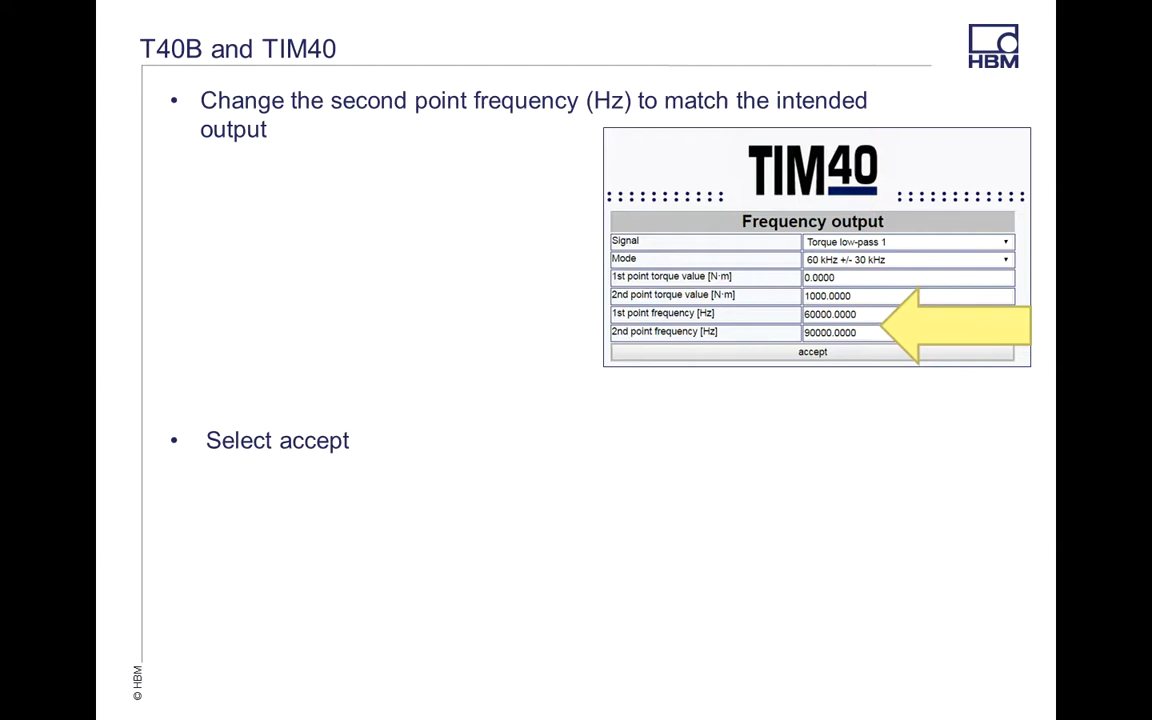 T40B and TIM40
HBM
• Change the second point frequency (Hz) to match the intended
output
TIM40
Frequency output
Signal Torque low-pass 1
Mode 60 kHz +/- 30 kHz
1st point torque value [N·m] 0.0000
2nd point torque value [N·m] 1000.0000
1st point frequency [Hz] 60000.0000
2nd point frequency [Hz] 90000.0000
accept
• Select accept
© HBM